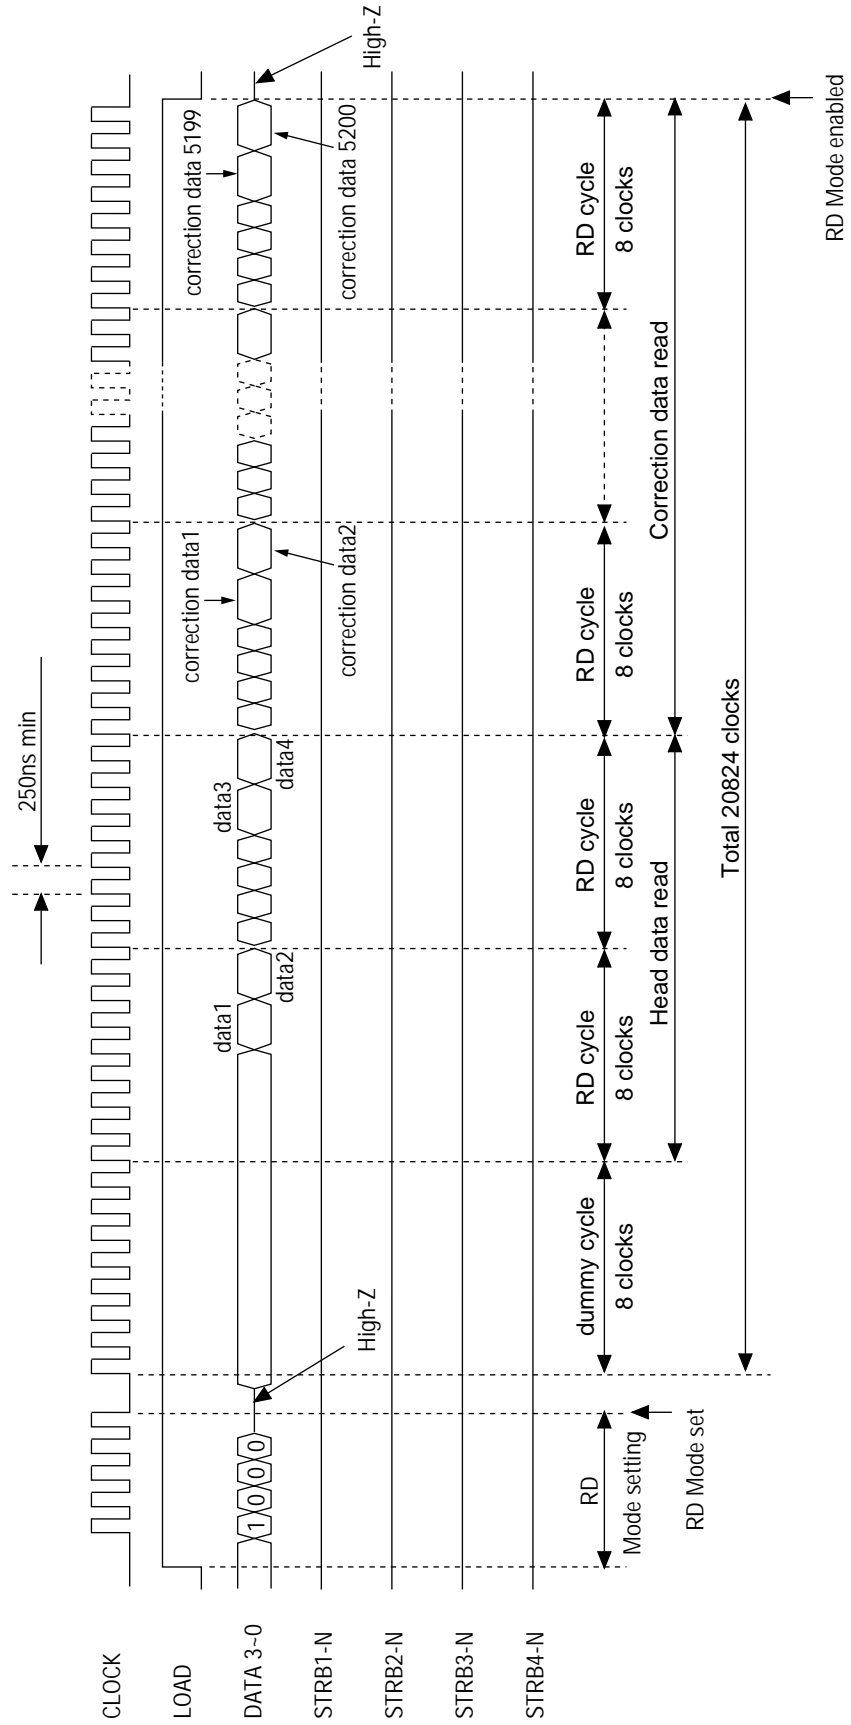 250ns min
CLOCK
LOAD
DATA 3~0
STRB1-N
STRB2-N
STRB3-N
STRB4-N
1 0 0 0
High-Z
data1
data2
data3
data4
correction data1
correction data2
correction data 5199
correction data 5200
High-Z
RD
Mode setting
RD Mode set
dummy cycle
8 clocks
RD cycle
8 clocks
RD cycle
8 clocks
RD cycle
8 clocks
RD cycle
8 clocks
Head data read
Correction data read
Total 20824 clocks
RD Mode enabled